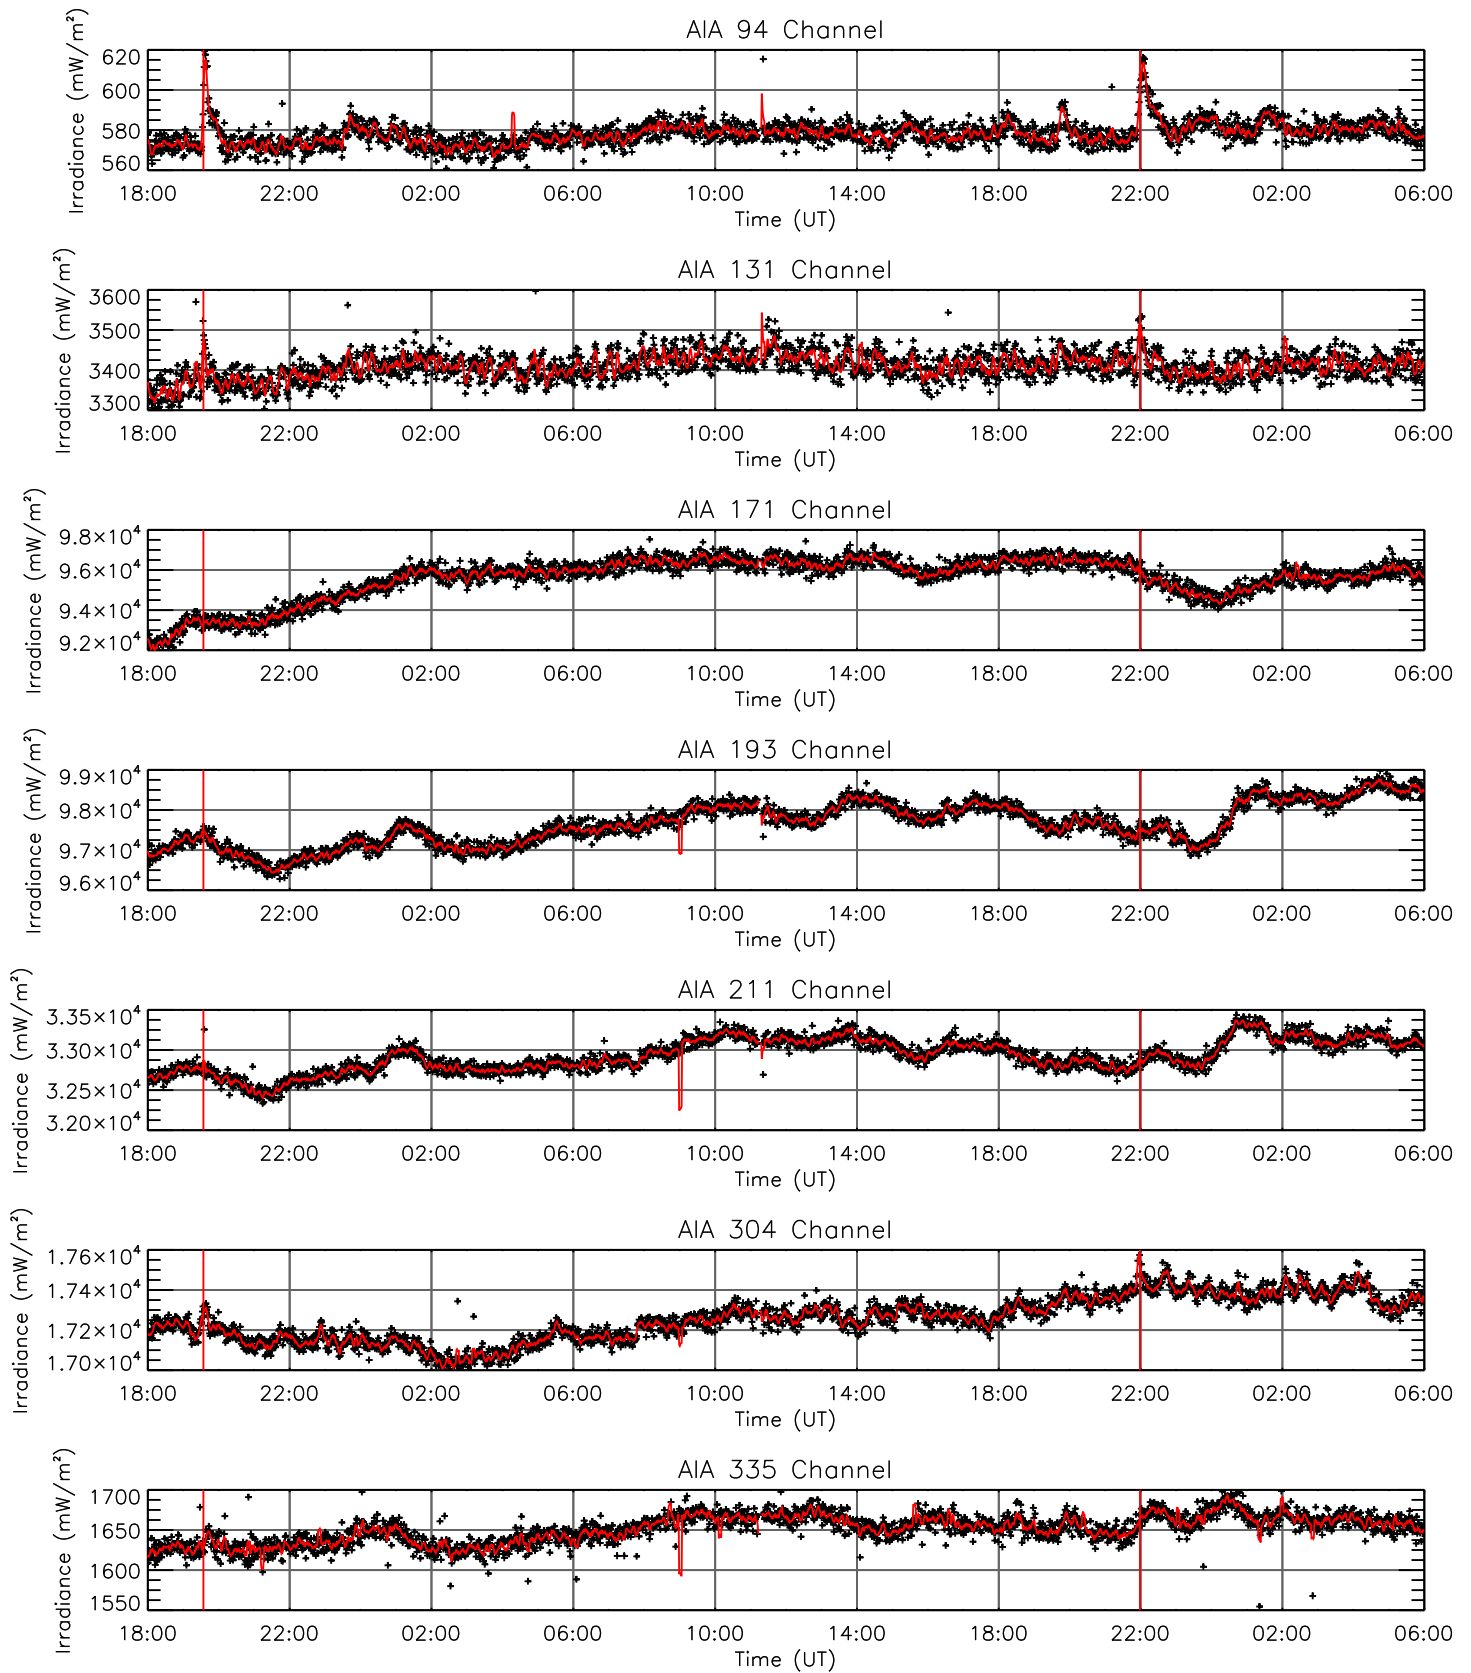 AIA 94 Channel
Irradiance (mW/m²)
620
600
580
560
18:00 22:00 02:00 06:00 10:00 14:00 18:00 22:00 02:00 06:00
Time (UT)
AIA 131 Channel
Irradiance (mW/m²)
3600
3500
3400
3300
18:00 22:00 02:00 06:00 10:00 14:00 18:00 22:00 02:00 06:00
Time (UT)
AIA 171 Channel
Irradiance (mW/m²)
9.8×10⁴
9.6×10⁴
9.4×10⁴
9.2×10⁴
18:00 22:00 02:00 06:00 10:00 14:00 18:00 22:00 02:00 06:00
Time (UT)
AIA 193 Channel
Irradiance (mW/m²)
9.9×10⁴
9.8×10⁴
9.7×10⁴
9.6×10⁴
18:00 22:00 02:00 06:00 10:00 14:00 18:00 22:00 02:00 06:00
Time (UT)
AIA 211 Channel
Irradiance (mW/m²)
3.35×10⁴
3.30×10⁴
3.25×10⁴
3.20×10⁴
18:00 22:00 02:00 06:00 10:00 14:00 18:00 22:00 02:00 06:00
Time (UT)
AIA 304 Channel
Irradiance (mW/m²)
1.76×10⁴
1.74×10⁴
1.72×10⁴
1.70×10⁴
18:00 22:00 02:00 06:00 10:00 14:00 18:00 22:00 02:00 06:00
Time (UT)
AIA 335 Channel
Irradiance (mW/m²)
1700
1650
1600
1550
18:00 22:00 02:00 06:00 10:00 14:00 18:00 22:00 02:00 06:00
Time (UT)